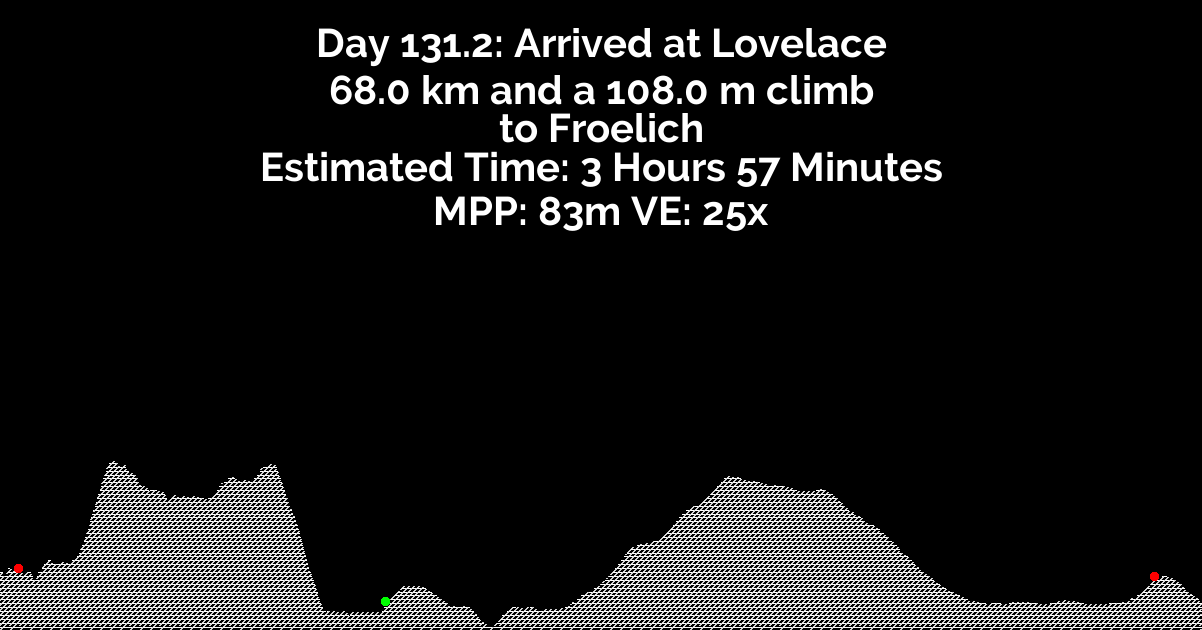 Day 131.2: Arrived at Lovelace
68.0 km and a 108.0 m climb
to Froelich
Estimated Time: 3 Hours 57 Minutes
MPP: 83m VE: 25x